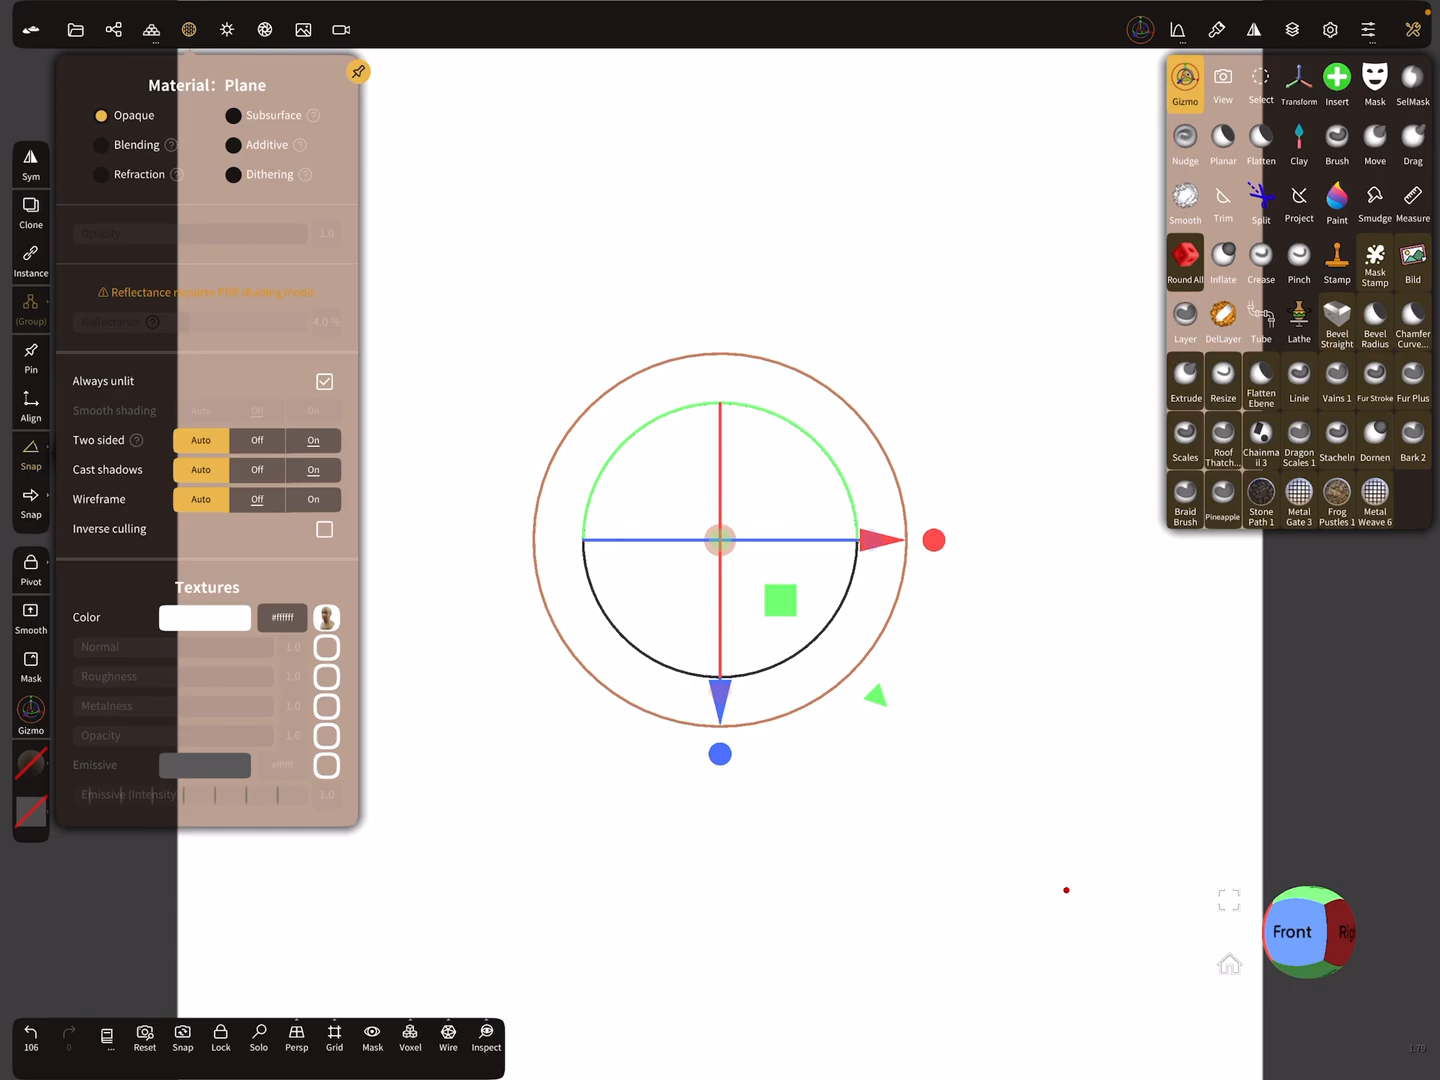 Material: Plane
Opaque
Subsurface ?
Blending ?
Additive ?
Refraction ?
Dithering ?
Opacity 1.0
⚠ Reflectance requires PBR shading mode.
Reflectance ? 4.0 %
Always unlit
Smooth shading Auto Off On
Two sided ? Auto Off On
Cast shadows Auto Off On
Wireframe Auto Off On
Inverse culling
Textures
Color #ffffff
Normal 1.0
Roughness 1.0
Metalness 1.0
Opacity 1.0
Emissive #ffffff
Emissive (Intensity) 1.0
Sym
Clone
Instance
(Group)
Pin
Align
Snap
Snap
Pivot
Smooth
Mask
Gizmo
Gizmo View Select Transform Insert Mask SelMask
Nudge Planar Flatten Clay Brush Move Drag
Smooth Trim Split Project Paint Smudge Measure
Round All Inflate Crease Pinch Stamp Mask Stamp Bild
Layer DelLayer Tube Lathe Bevel Straight Bevel Radius Chamfer Curve...
Extrude Resize Flatten Ebene Linie Vains 1 Fur Stroke Fur Plus
Scales Roof Thatch... Chainma il 3 Dragon Scales 1 Stacheln Dornen Bark 2
Braid Brush Pineapple Stone Path 1 Metal Gate 3 Frog Pustles 1 Metal Weave 6
Front
Rig
106 0 ... Reset Snap Lock Solo Persp Grid Mask Voxel Wire Inspect
1.79